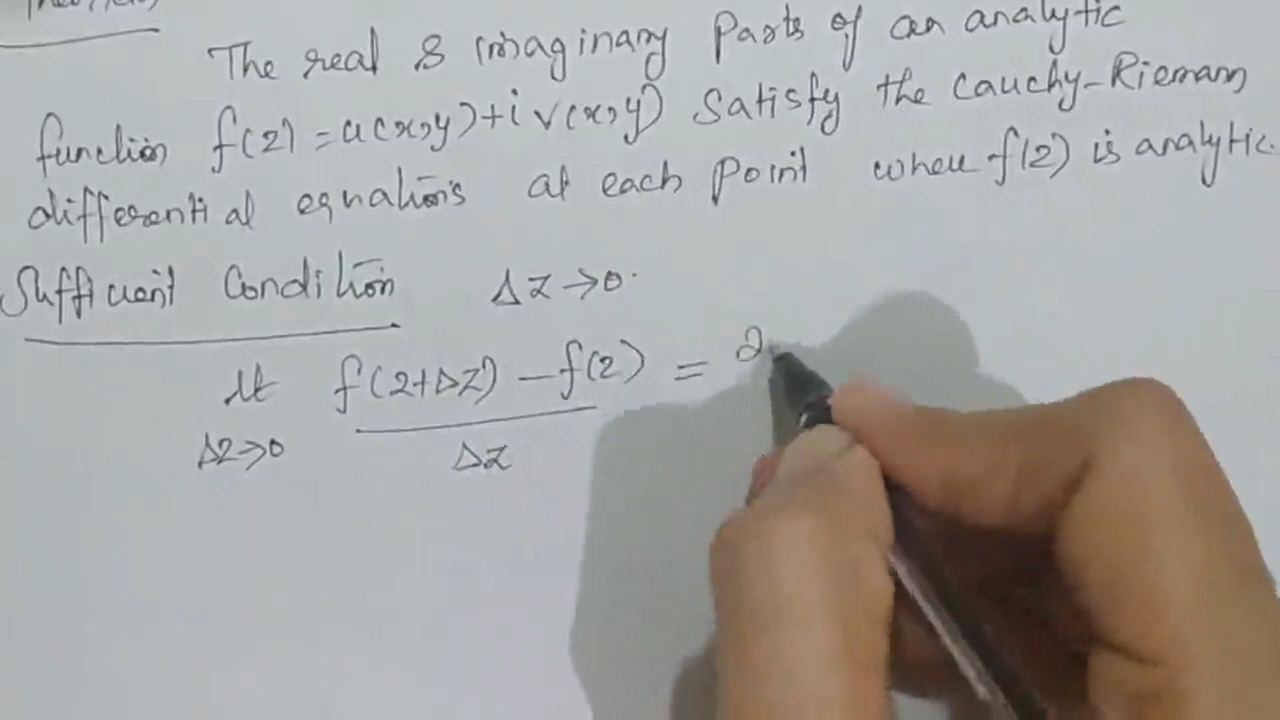 The real & imaginary parts of an analytic
function f(z) = u(x,y)+i v(x,y) satisfy the Cauchy-Riemann
differential equations at each point where f(z) is analytic.
Sufficient Condition Δz→0.
lt f(z+Δz) – f(z) = ∂
Δz→0 Δz